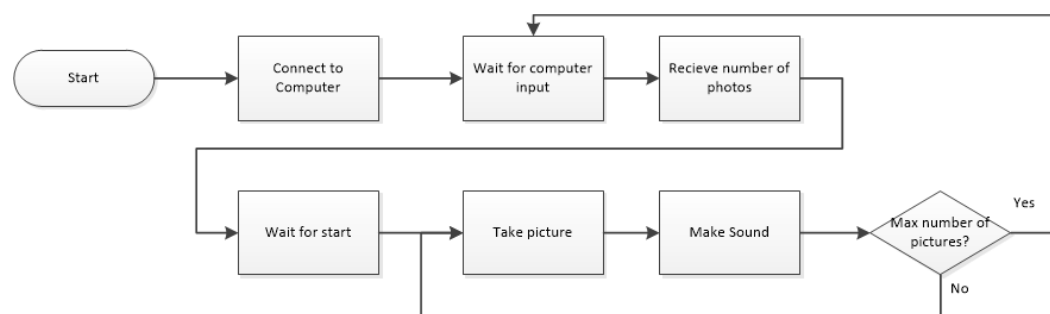 Start
Connect to
Computer
Wait for computer
input
Recieve number of
photos
Wait for start
Take picture
Make Sound
Max number of
pictures?
Yes
No